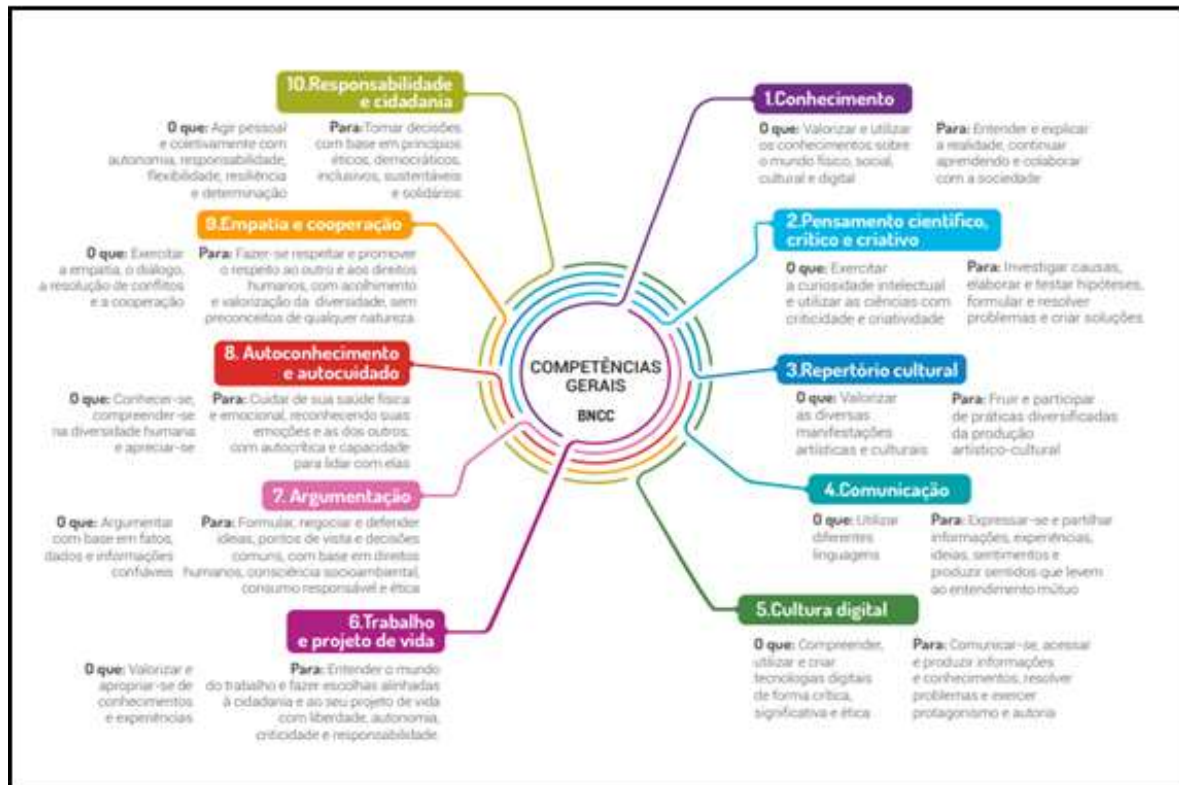 COMPETÊNCIAS
GERAIS
BNCC
1.Conhecimento
O que: Valorizar e utilizar
os conhecimentos sobre
o mundo físico, social,
cultural e digital
Para: Entender e explicar
a realidade, continuar
aprendendo e colaborar
com a sociedade
2.Pensamento científico,
crítico e criativo
O que: Exercitar
a curiosidade intelectual
e utilizar as ciências com
criticidade e criatividade
Para: Investigar causas,
elaborar e testar hipóteses,
formular e resolver
problemas e criar soluções
3.Repertório cultural
O que: Valorizar
as diversas
manifestações
artísticas e culturais
Para: Fruir e participar
de práticas diversificadas
da produção
artístico-cultural
4.Comunicação
O que: Utilizar
diferentes
linguagens
Para: Expressar-se e partilhar
informações, experiências,
ideias, sentimentos e
produzir sentidos que levem
ao entendimento mútuo
5.Cultura digital
O que: Compreender,
utilizar e criar
tecnologias digitais
de forma crítica,
significativa e ética
Para: Comunicar-se, acessar
e produzir informações
e conhecimentos, resolver
problemas e exercer
protagonismo e autoria
6.Trabalho
e projeto de vida
O que: Valorizar e
apropriar-se de
conhecimentos
e experiências
Para: Entender o mundo
do trabalho e fazer escolhas alinhadas
à cidadania e ao seu projeto de vida
com liberdade, autonomia,
criticidade e responsabilidade
7. Argumentação
O que: Argumentar
com base em fatos,
dados e informações
confiáveis
Para: Formular, negociar e defender
ideias, pontos de vista e decisões
comuns, com base em direitos
humanos, consciência socioambiental,
consumo responsável e ética
8. Autoconhecimento
e autocuidado
O que: Conhecer-se,
compreender-se
na diversidade humana
e apreciar-se
Para: Cuidar de sua saúde física
e emocional, reconhecendo suas
emoções e as dos outros,
com autocrítica e capacidade
para lidar com elas
9.Empatia e cooperação
O que: Exercitar
a empatia, o diálogo,
a resolução de conflitos
e a cooperação
Para: Fazer-se respeitar e promover
o respeito ao outro e aos direitos
humanos, com acolhimento
e valorização da diversidade, sem
preconceitos de qualquer natureza
10.Responsabilidade
e cidadania
O que: Agir pessoal
e coletivamente com
autonomia, responsabilidade,
flexibilidade, resiliência
e determinação
Para: Tomar decisões
com base em princípios
éticos, democráticos,
inclusivos, sustentáveis
e solidários